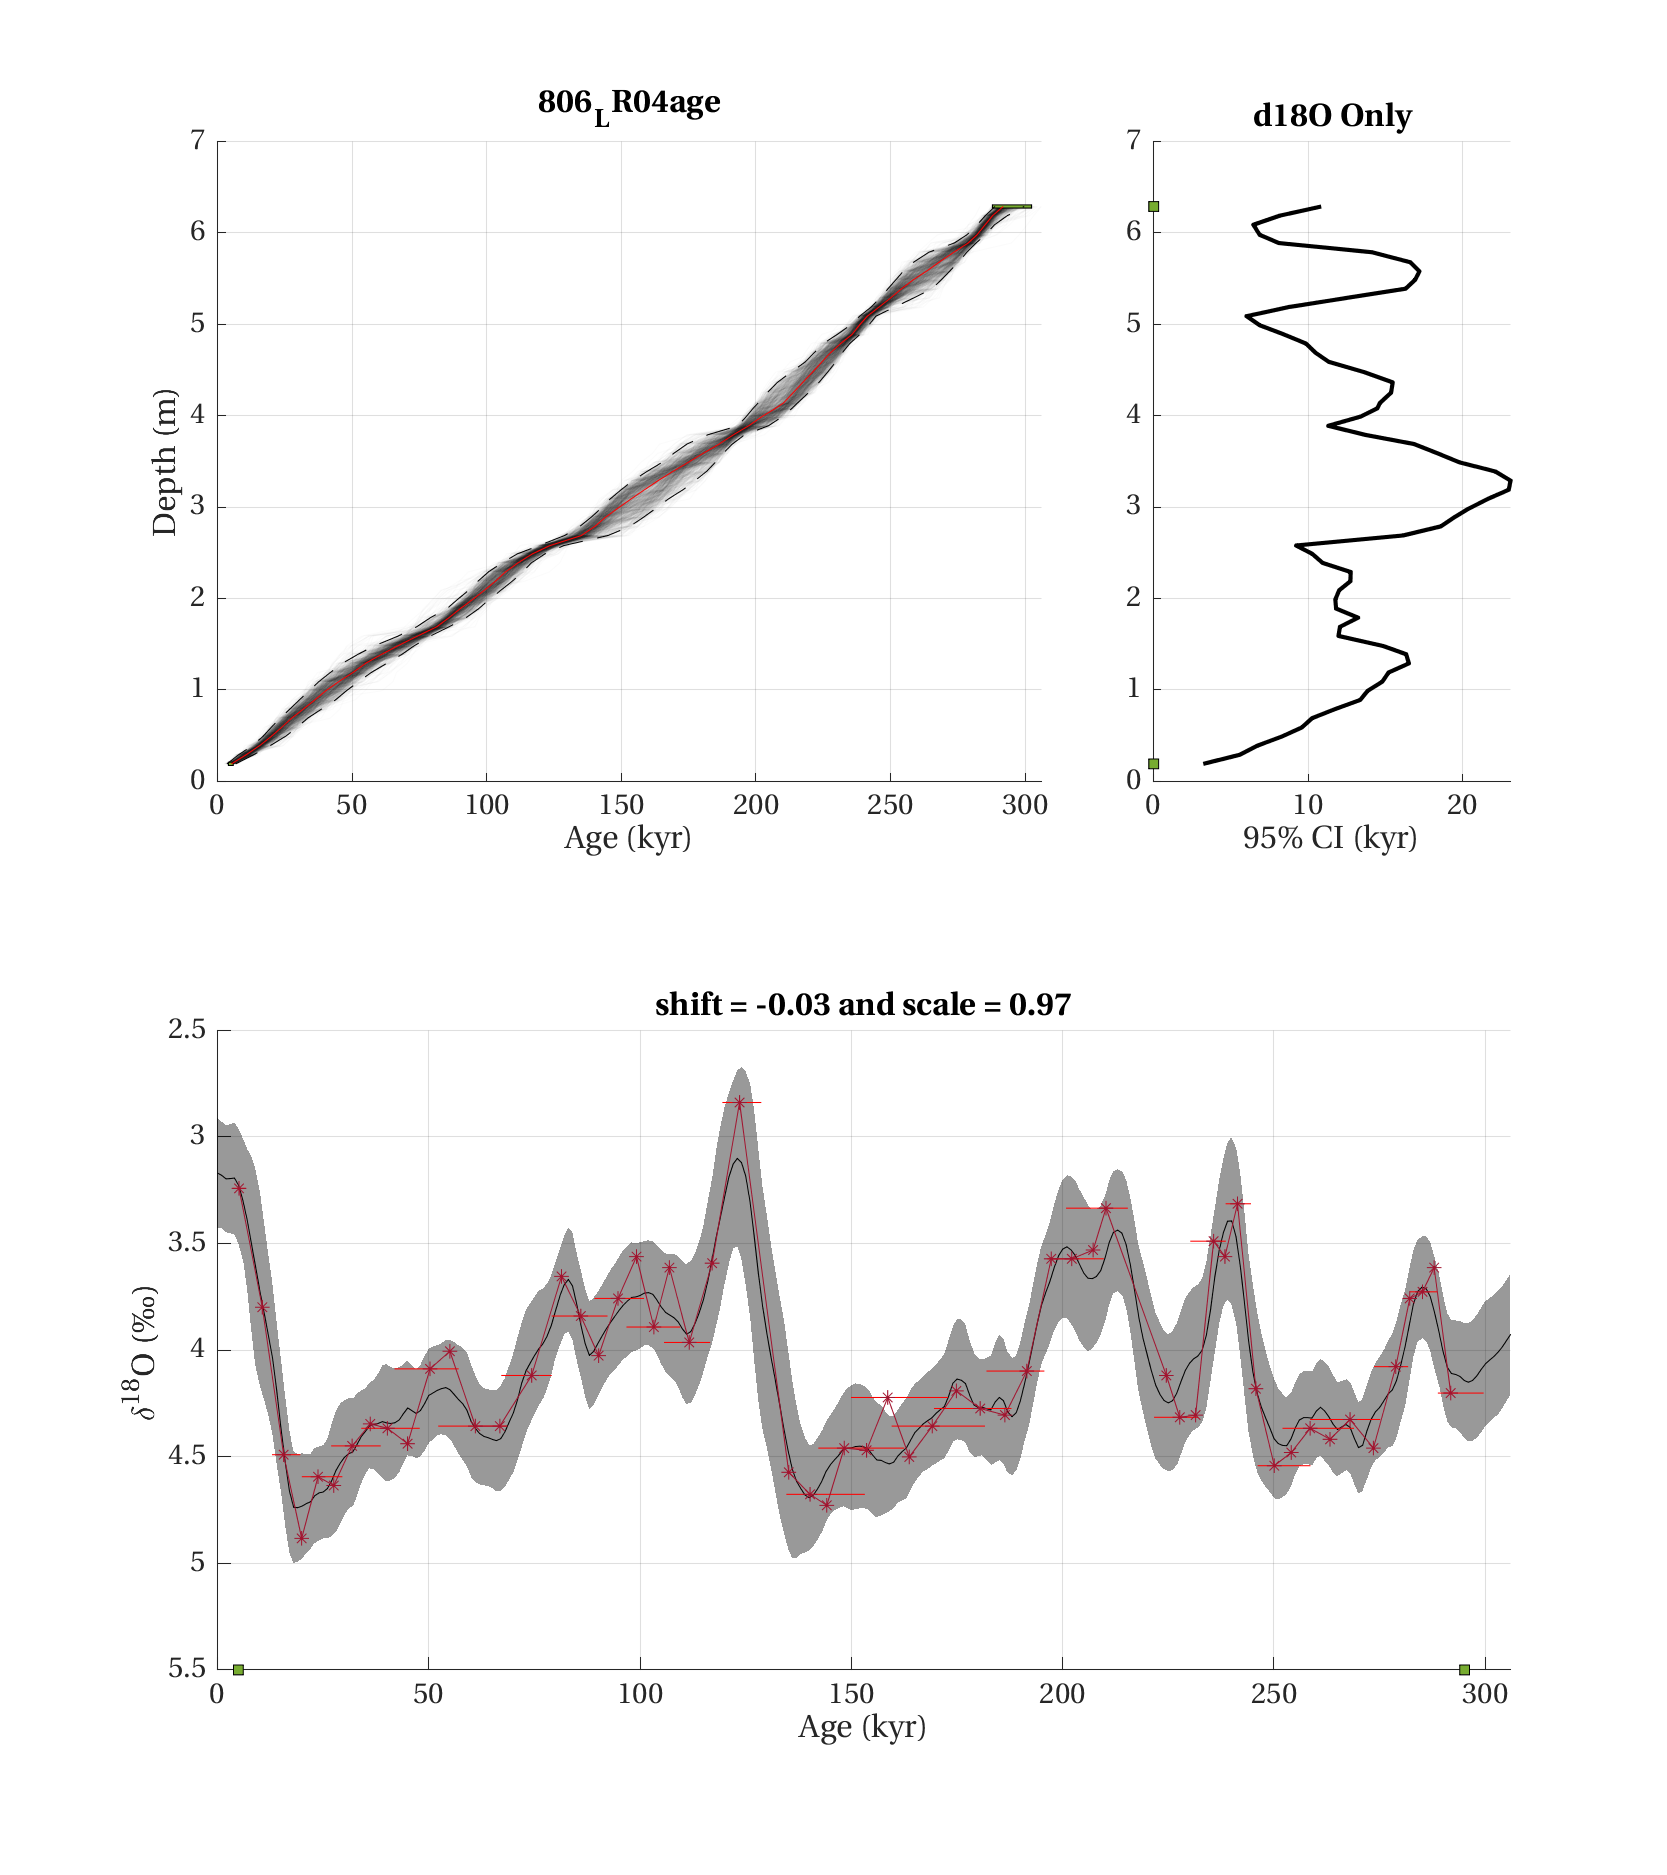 806_LR04age
7
6
5
4
3
2
1
0
0 50 100 150 200 250 300
Age (kyr)
Depth (m)
d18O Only
7
6
5
4
3
2
1
0
0 10 20
95% CI (kyr)
shift = -0.03 and scale = 0.97
2.5
3
3.5
4
4.5
5
5.5
0 50 100 150 200 250 300
Age (kyr)
δ¹⁸O (‰)